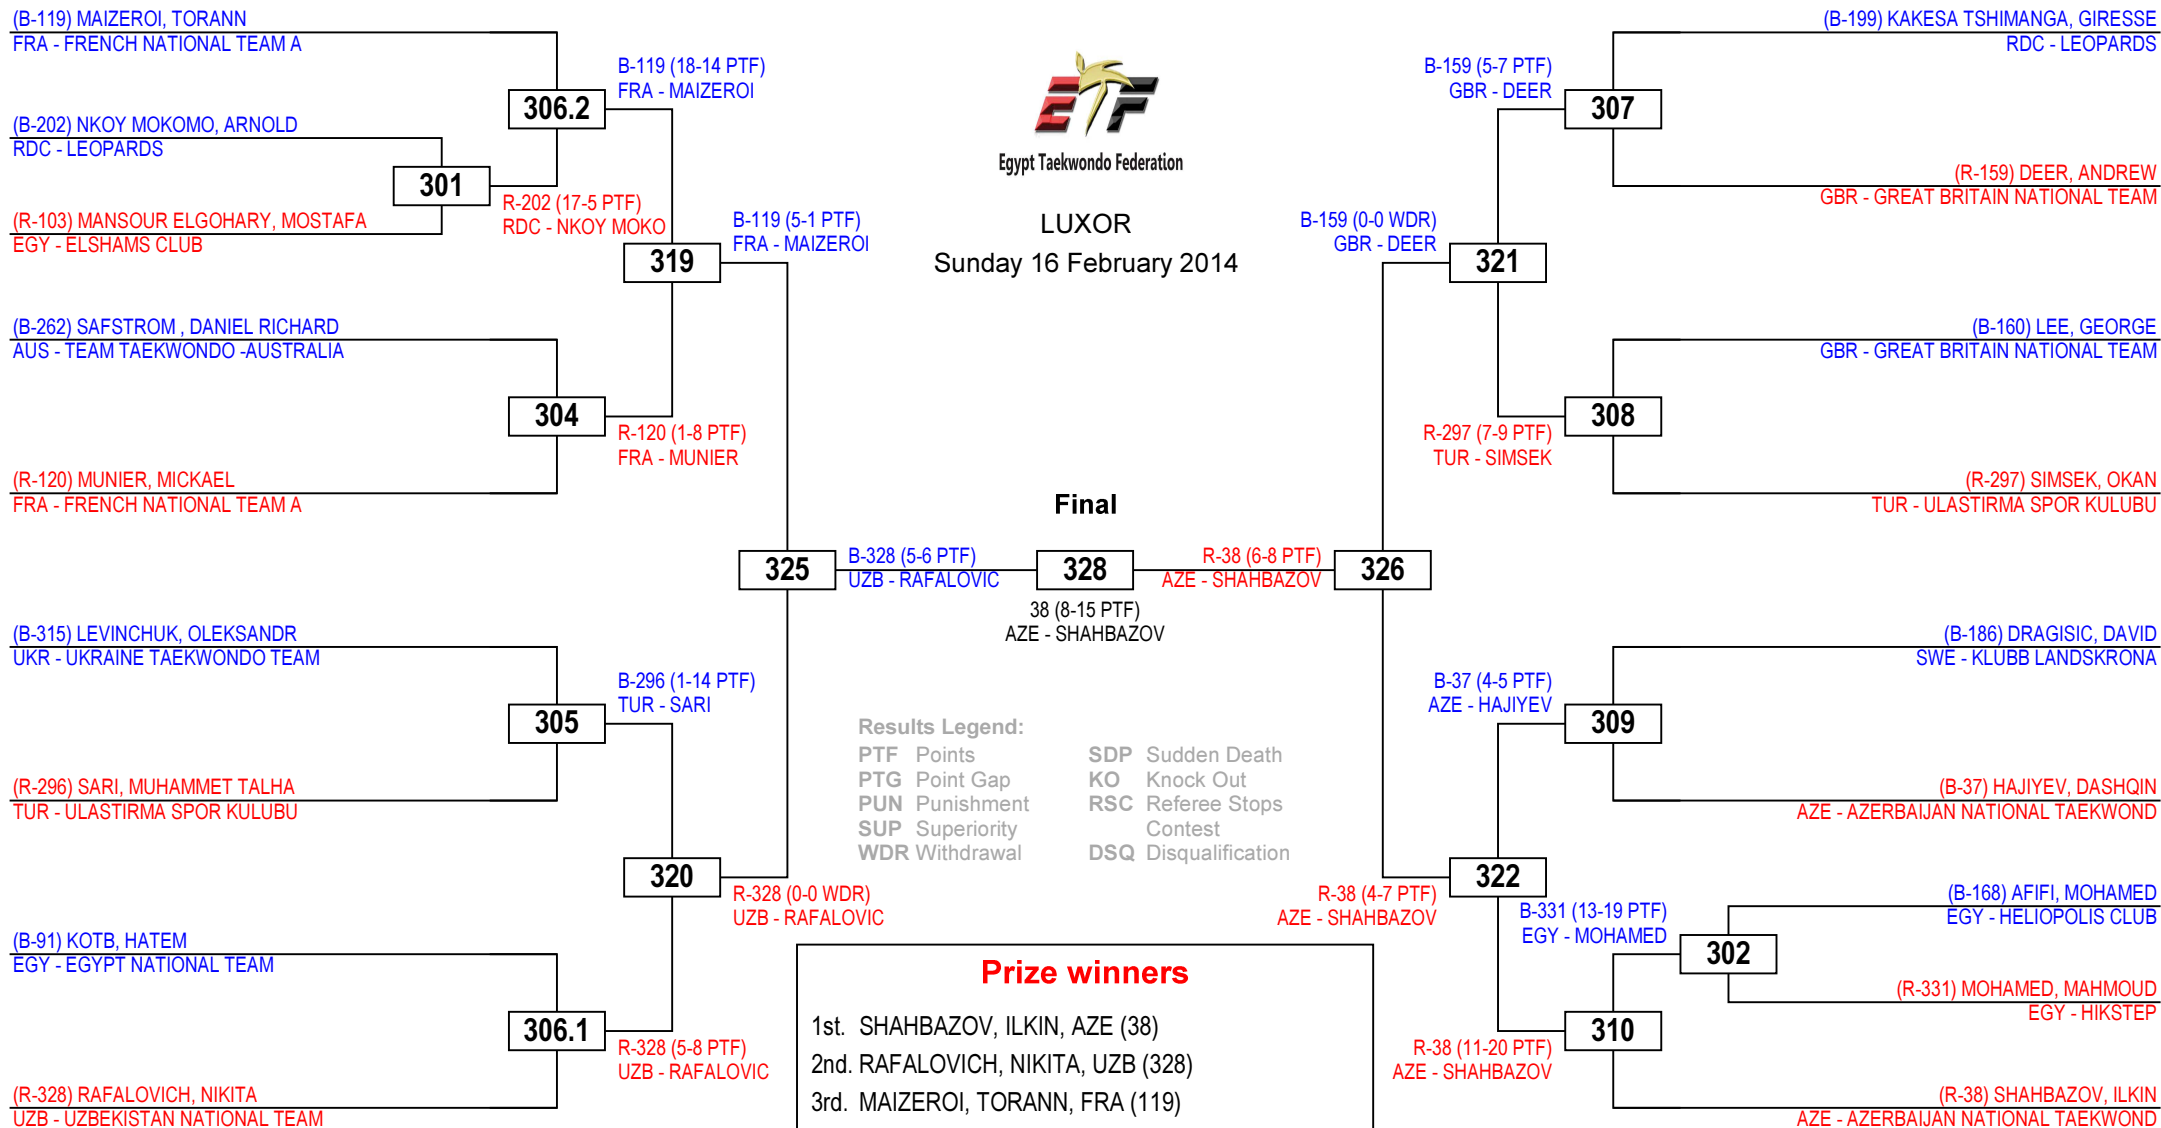 (B-119) MAIZEROI, TORANN
FRA - FRENCH NATIONAL TEAM A
(B-202) NKOY MOKOMO, ARNOLD
RDC - LEOPARDS
(R-103) MANSOUR ELGOHARY, MOSTAFA
EGY - ELSHAMS CLUB
(B-262) SAFSTROM , DANIEL RICHARD
AUS - TEAM TAEKWONDO -AUSTRALIA
(R-120) MUNIER, MICKAEL
FRA - FRENCH NATIONAL TEAM A
(B-315) LEVINCHUK, OLEKSANDR
UKR - UKRAINE TAEKWONDO TEAM
(R-296) SARI, MUHAMMET TALHA
TUR - ULASTIRMA SPOR KULUBU
(B-91) KOTB, HATEM
EGY - EGYPT NATIONAL TEAM
(R-328) RAFALOVICH, NIKITA
UZB - UZBEKISTAN NATIONAL TEAM
301
R-202 (17-5 PTF)
RDC - NKOY MOKO
306.2
B-119 (18-14 PTF)
FRA - MAIZEROI
304
R-120 (1-8 PTF)
FRA - MUNIER
305
B-296 (1-14 PTF)
TUR - SARI
306.1
R-328 (5-8 PTF)
UZB - RAFALOVIC
319
B-119 (5-1 PTF)
FRA - MAIZEROI
320
R-328 (0-0 WDR)
UZB - RAFALOVIC
325
B-328 (5-6 PTF)
UZB - RAFALOVIC
ETF
Egypt Taekwondo Federation
LUXOR
Sunday 16 February 2014
Final
328
38 (8-15 PTF)
AZE - SHAHBAZOV
R-38 (6-8 PTF)
AZE - SHAHBAZOV
326
Results Legend:
PTF Points
PTG Point Gap
PUN Punishment
SUP Superiority
WDR Withdrawal
SDP Sudden Death
KO Knock Out
RSC Referee Stops
Contest
DSQ Disqualification
Prize winners
1st. SHAHBAZOV, ILKIN, AZE (38)
2nd. RAFALOVICH, NIKITA, UZB (328)
3rd. MAIZEROI, TORANN, FRA (119)
B-159 (0-0 WDR)
GBR - DEER
321
R-38 (4-7 PTF)
AZE - SHAHBAZOV
322
B-159 (5-7 PTF)
GBR - DEER
307
R-297 (7-9 PTF)
TUR - SIMSEK
308
B-37 (4-5 PTF)
AZE - HAJIYEV
309
B-331 (13-19 PTF)
EGY - MOHAMED
302
R-38 (11-20 PTF)
AZE - SHAHBAZOV
310
(B-199) KAKESA TSHIMANGA, GIRESSE
RDC - LEOPARDS
(R-159) DEER, ANDREW
GBR - GREAT BRITAIN NATIONAL TEAM
(B-160) LEE, GEORGE
GBR - GREAT BRITAIN NATIONAL TEAM
(R-297) SIMSEK, OKAN
TUR - ULASTIRMA SPOR KULUBU
(B-186) DRAGISIC, DAVID
SWE - KLUBB LANDSKRONA
(B-37) HAJIYEV, DASHQIN
AZE - AZERBAIJAN NATIONAL TAEKWOND
(B-168) AFIFI, MOHAMED
EGY - HELIOPOLIS CLUB
(R-331) MOHAMED, MAHMOUD
EGY - HIKSTEP
(R-38) SHAHBAZOV, ILKIN
AZE - AZERBAIJAN NATIONAL TAEKWOND